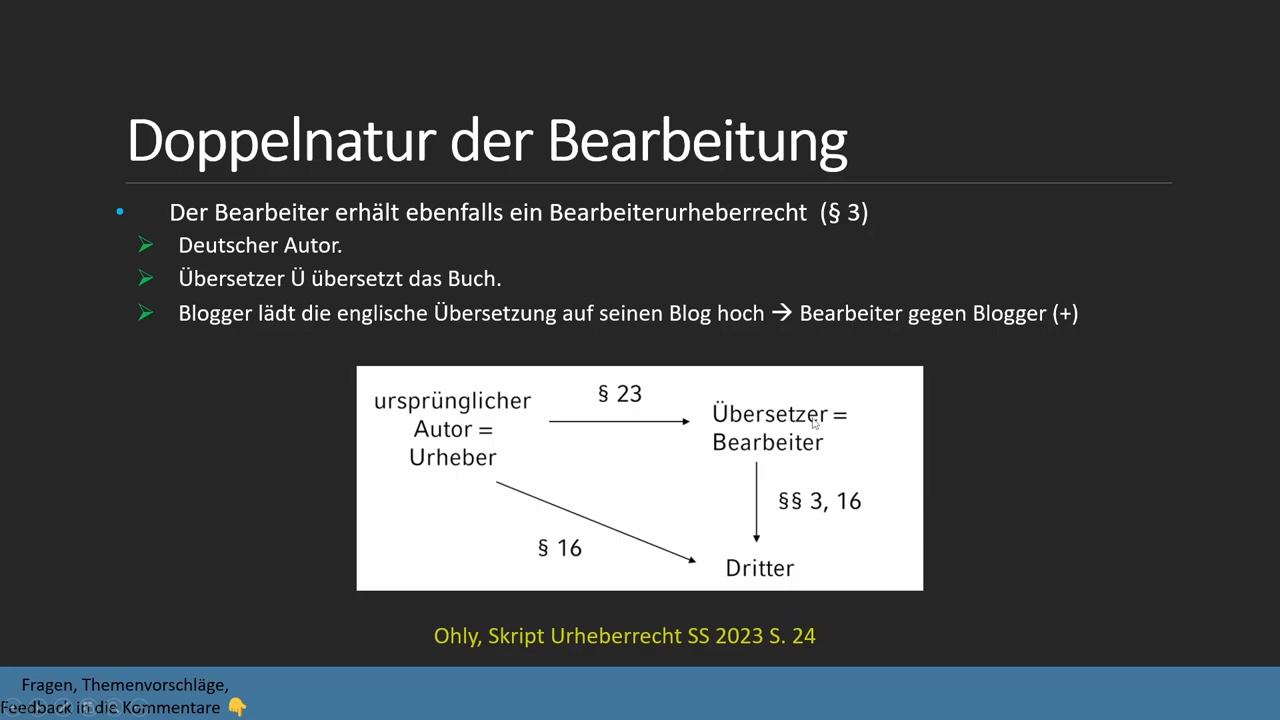 Doppelnatur der Bearbeitung
Der Bearbeiter erhält ebenfalls ein Bearbeiterurheberrecht (§ 3)
Deutscher Autor.
Übersetzer Ü übersetzt das Buch.
Blogger lädt die englische Übersetzung auf seinen Blog hoch → Bearbeiter gegen Blogger (+)
ursprünglicher
Autor =
Urheber
§ 23
Übersetzer =
Bearbeiter
§§ 3, 16
§ 16
Dritter
Ohly, Skript Urheberrecht SS 2023 S. 24
Fragen, Themenvorschläge,
Feedback in die Kommentare 👇